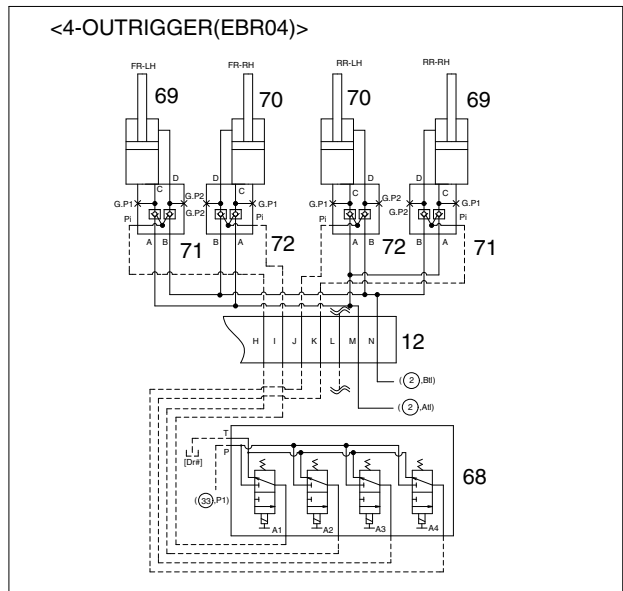 <4-OUTRIGGER(EBR04)>
FR-LH FR-RH RR-LH RR-RH
69 70 70 69
D D D D
C C C C
G.P1 G.P2 G.P2 G.P1 G.P1 G.P2 G.P2 G.P1
Pi Pi Pi Pi
A B B A A B B A
71 72 72 71
H I J K L M N 12
(2,Btl)
(2,Atl)
T
P
[Dr#]
68
(33,P1)
A1 A2 A3 A4